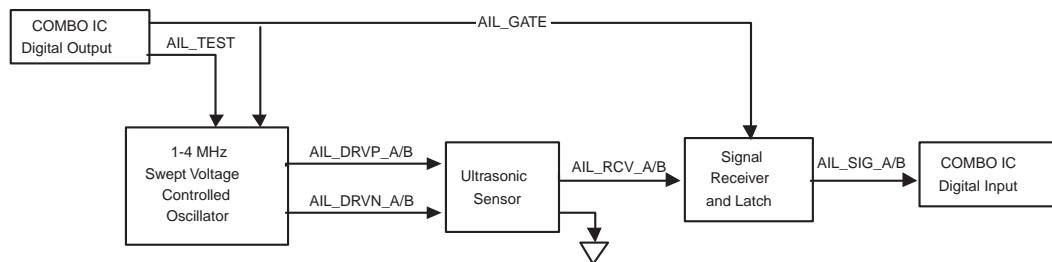 COMBO IC
Digital Output
AIL_GATE
AIL_TEST
1-4 MHz
Swept Voltage
Controlled
Oscillator
AIL_DRVP_A/B
AIL_DRVN_A/B
Ultrasonic
Sensor
AIL_RCV_A/B
Signal
Receiver
and Latch
AIL_SIG_A/B
COMBO IC
Digital Input